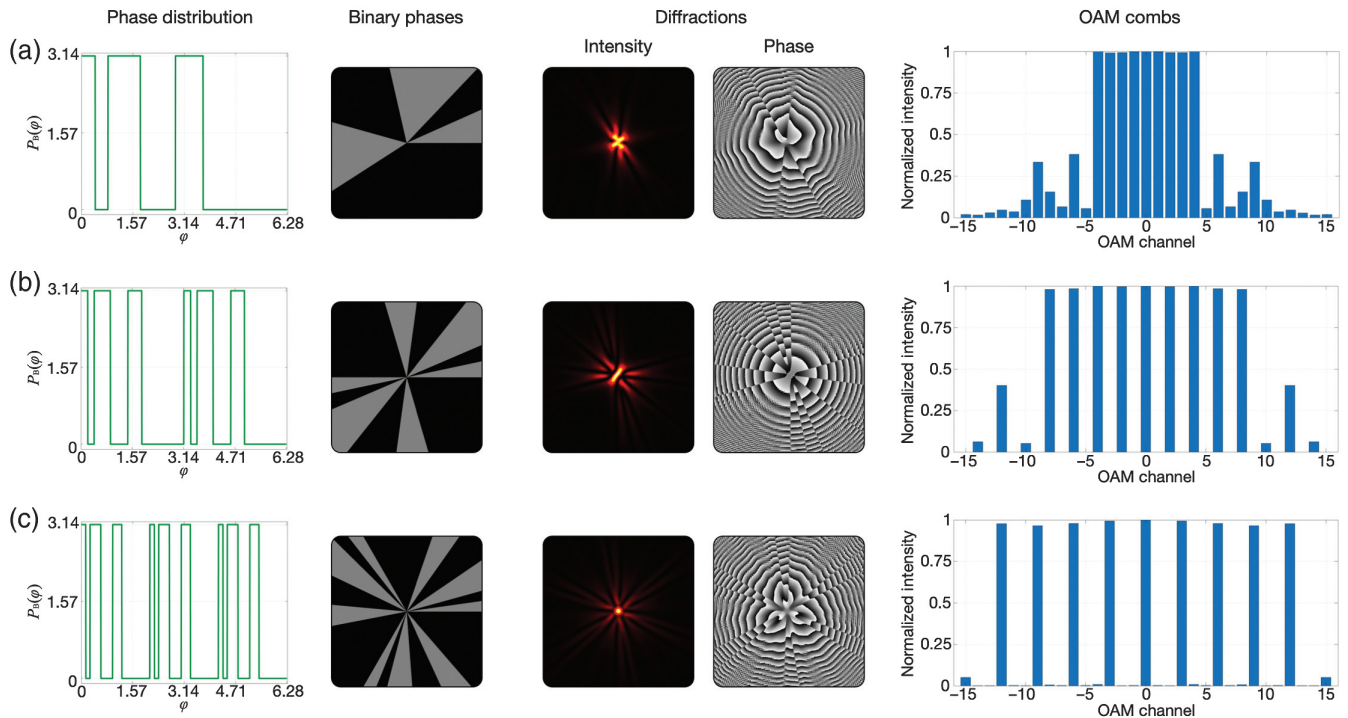 Phase distribution
Binary phases
Diffractions
OAM combs
Intensity
Phase
(a)
3.14
1.57
0
P_B(φ)
0 1.57 3.14 4.71 6.28
φ
1
0.75
0.5
0.25
0
Normalized intensity
−15 −10 −5 0 5 10 15
OAM channel
(b)
3.14
1.57
0
P_B(φ)
0 1.57 3.14 4.71 6.28
φ
1
0.75
0.5
0.25
0
Normalized intensity
−15 −10 −5 0 5 10 15
OAM channel
(c)
3.14
1.57
0
P_B(φ)
0 1.57 3.14 4.71 6.28
φ
1
0.75
0.5
0.25
0
Normalized intensity
−15 −10 −5 0 5 10 15
OAM channel